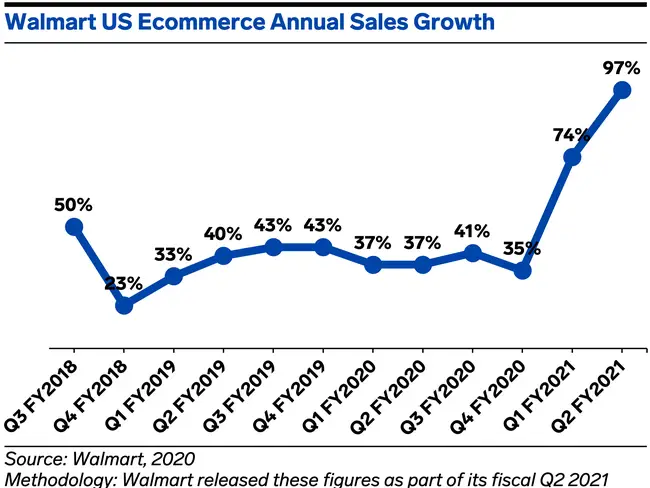 Walmart US Ecommerce Annual Sales Growth
97%
74%
50%
43% 43%
40% 41%
37% 37%
33% 35%
23%
Q3 FY2018
Q4 FY2018
Q1 FY2019
Q2 FY2019
Q3 FY2019
Q4 FY2019
Q1 FY2020
Q2 FY2020
Q3 FY2020
Q4 FY2020
Q1 FY2021
Q2 FY2021
Source: Walmart, 2020
Methodology: Walmart released these figures as part of its fiscal Q2 2021